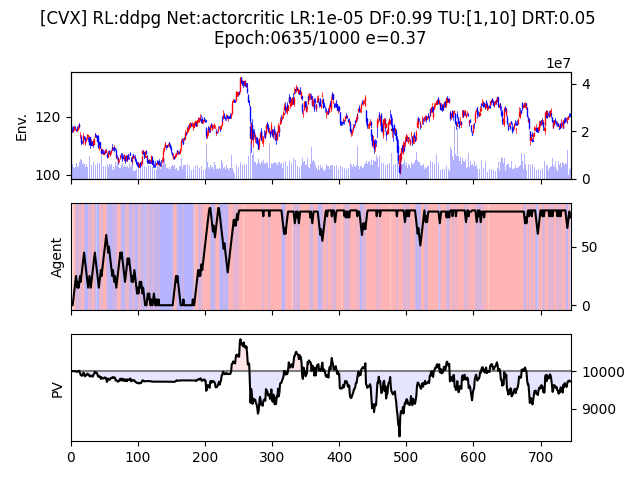 [CVX] RL:ddpg Net:actorcritic LR:1e-05 DF:0.99 TU:[1,10] DRT:0.05
Epoch:0635/1000 e=0.37
1e7
Env.
120
100
4
2
0
Agent
50
0
PV
10000
9000
0 100 200 300 400 500 600 700